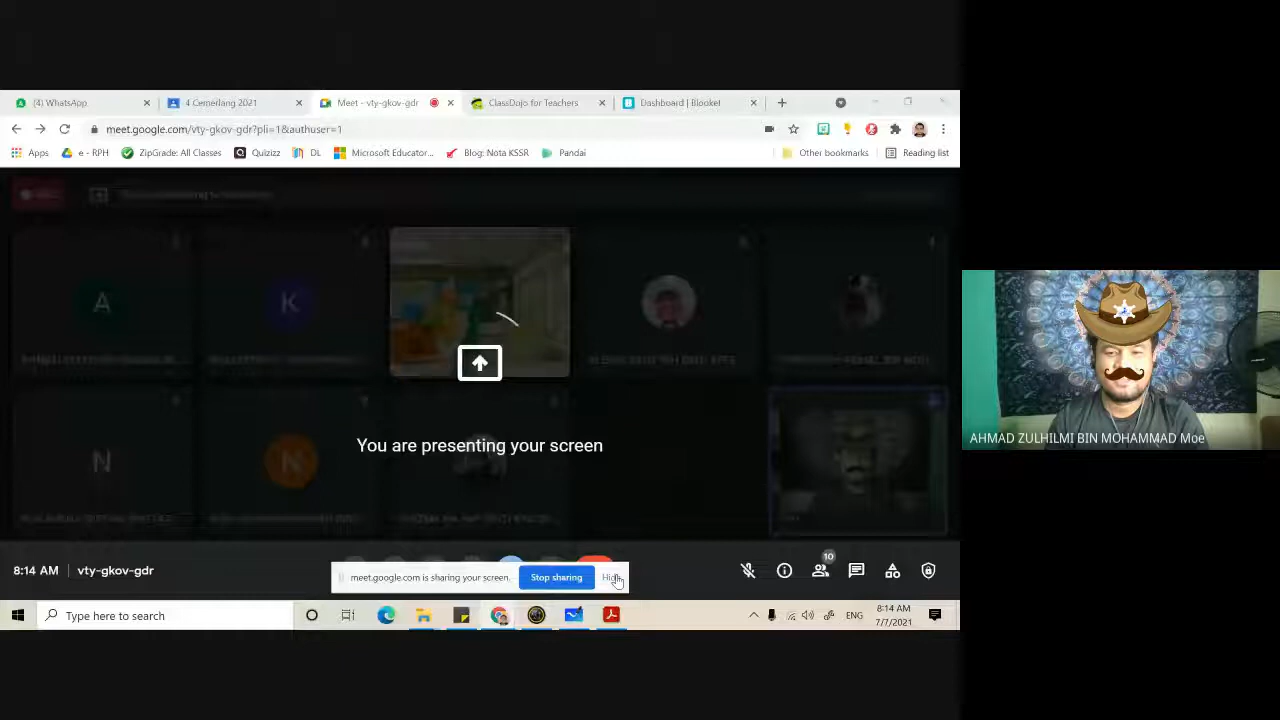 (4) WhatsApp
4 Cemerlang 2021
Meet - vty-gkov-gdr
ClassDojo for Teachers
Dashboard | Blooket
meet.google.com/vty-gkov-gdr?pli=1&authuser=1
Apps
e - RPH
ZipGrade: All Classes
Quizizz
DL
Microsoft Educator...
Blog: Nota KSSR
Pandai
Other bookmarks
Reading list
A
K
You are presenting your screen
N
N
AHMAD ZULHILMI BIN MOHAMMAD Moe
8:14 AM | vty-gkov-gdr
meet.google.com is sharing your screen.
Stop sharing
Hide
10
Type here to search
ENG
8:14 AM
7/7/2021